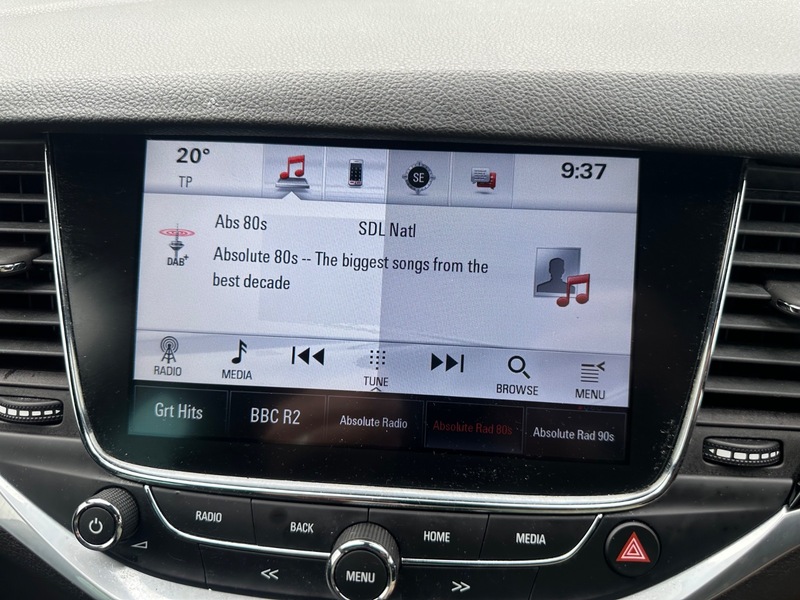 20°
TP
SE
9:37
Abs 80s
SDL Natl
DAB+
Absolute 80s -- The biggest songs from the
best decade
RADIO
MEDIA
TUNE
BROWSE
MENU
Grt Hits
BBC R2
Absolute Radio
Absolute Rad 80s
Absolute Rad 90s
RADIO
BACK
HOME
MEDIA
MENU